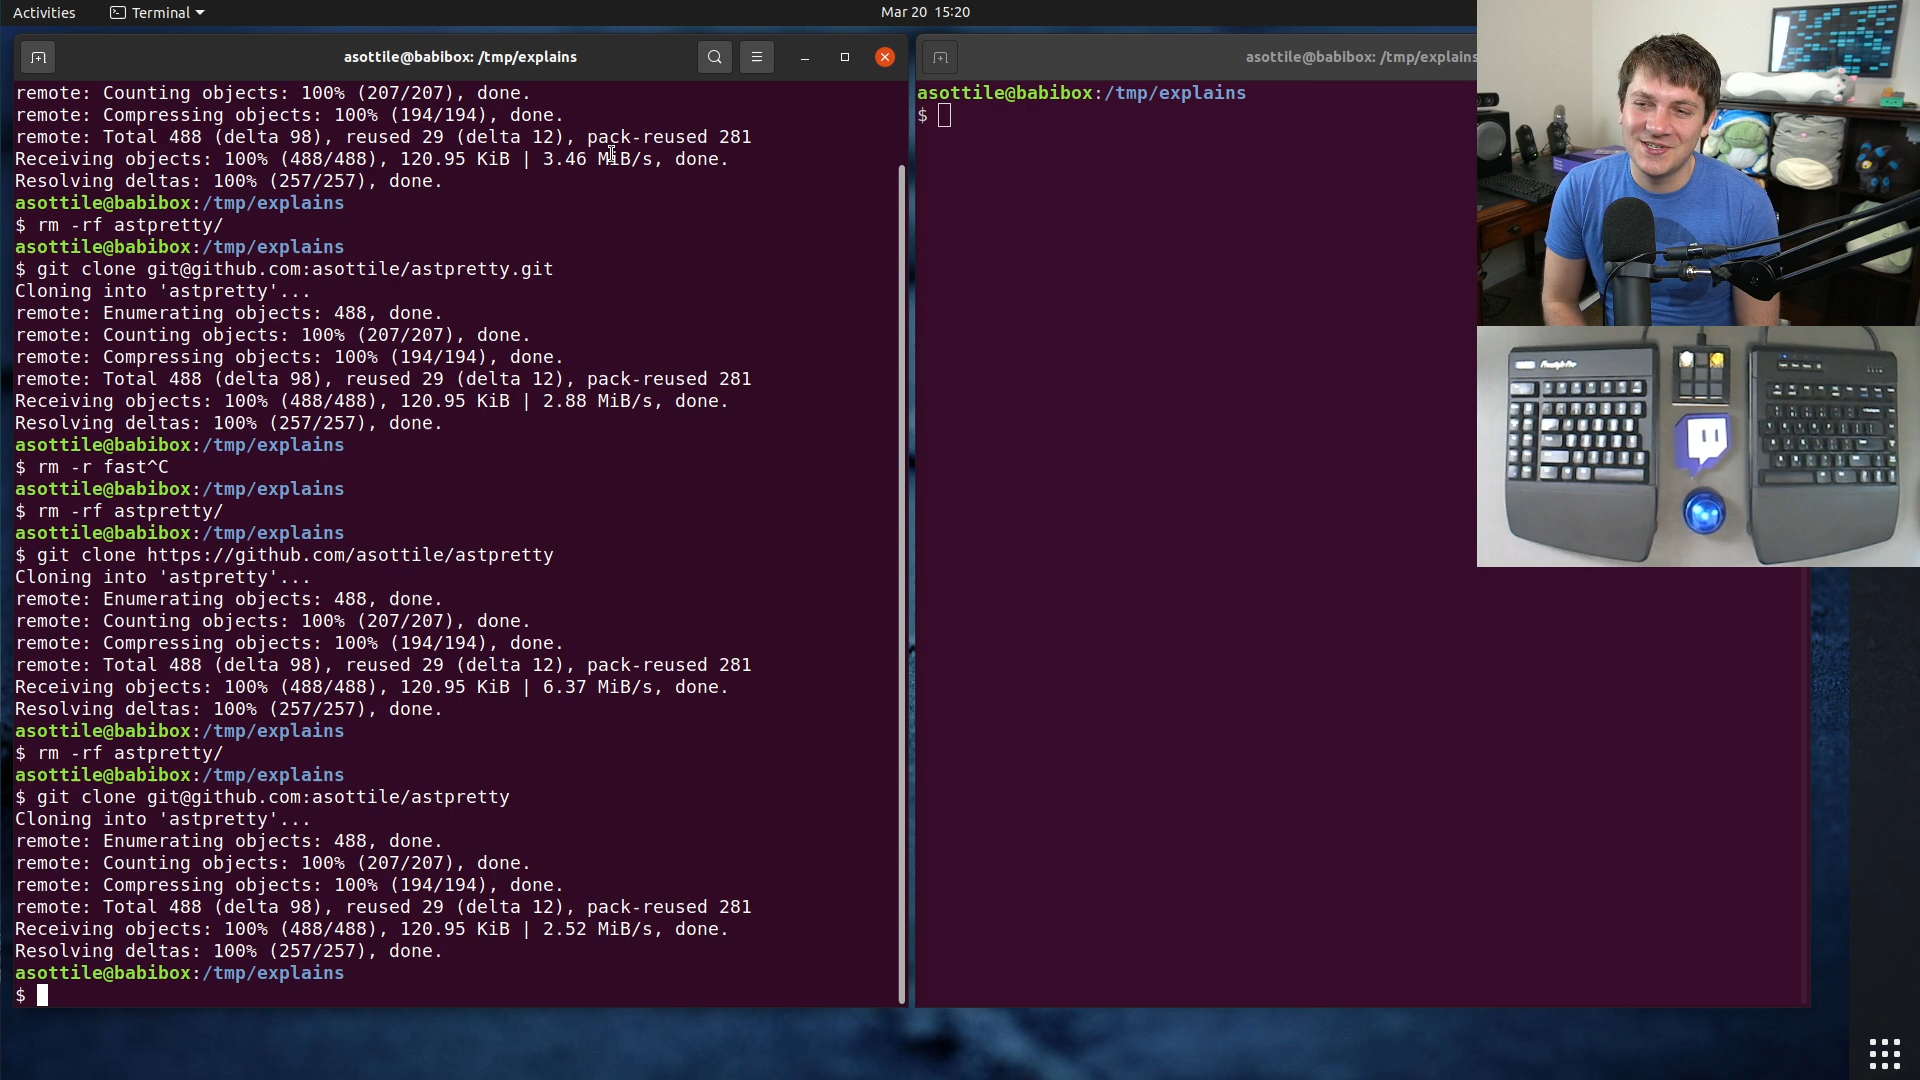 Activities
Terminal
Mar 20 15:20
asottile@babibox: /tmp/explains
remote: Counting objects: 100% (207/207), done.
remote: Compressing objects: 100% (194/194), done.
remote: Total 488 (delta 98), reused 29 (delta 12), pack-reused 281
Receiving objects: 100% (488/488), 120.95 KiB | 3.46 MiB/s, done.
Resolving deltas: 100% (257/257), done.
asottile@babibox:/tmp/explains
$ rm -rf astpretty/
asottile@babibox:/tmp/explains
$ git clone git@github.com:asottile/astpretty.git
Cloning into 'astpretty'...
remote: Enumerating objects: 488, done.
remote: Counting objects: 100% (207/207), done.
remote: Compressing objects: 100% (194/194), done.
remote: Total 488 (delta 98), reused 29 (delta 12), pack-reused 281
Receiving objects: 100% (488/488), 120.95 KiB | 2.88 MiB/s, done.
Resolving deltas: 100% (257/257), done.
asottile@babibox:/tmp/explains
$ rm -r fast^C
asottile@babibox:/tmp/explains
$ rm -rf astpretty/
asottile@babibox:/tmp/explains
$ git clone https://github.com/asottile/astpretty
Cloning into 'astpretty'...
remote: Enumerating objects: 488, done.
remote: Counting objects: 100% (207/207), done.
remote: Compressing objects: 100% (194/194), done.
remote: Total 488 (delta 98), reused 29 (delta 12), pack-reused 281
Receiving objects: 100% (488/488), 120.95 KiB | 6.37 MiB/s, done.
Resolving deltas: 100% (257/257), done.
asottile@babibox:/tmp/explains
$ rm -rf astpretty/
asottile@babibox:/tmp/explains
$ git clone git@github.com:asottile/astpretty
Cloning into 'astpretty'...
remote: Enumerating objects: 488, done.
remote: Counting objects: 100% (207/207), done.
remote: Compressing objects: 100% (194/194), done.
remote: Total 488 (delta 98), reused 29 (delta 12), pack-reused 281
Receiving objects: 100% (488/488), 120.95 KiB | 2.52 MiB/s, done.
Resolving deltas: 100% (257/257), done.
asottile@babibox:/tmp/explains
$
asottile@babibox: /tmp/explains
asottile@babibox:/tmp/explains
$
Freestyle Pro